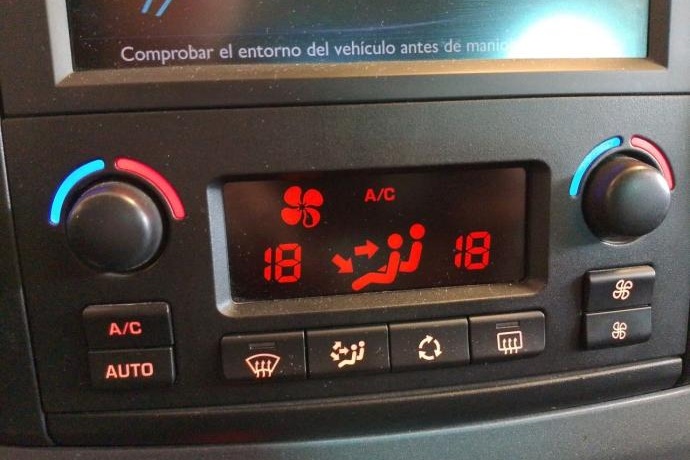 Comprobar el entorno del vehículo antes de
A/C
18 18
A/C
AUTO